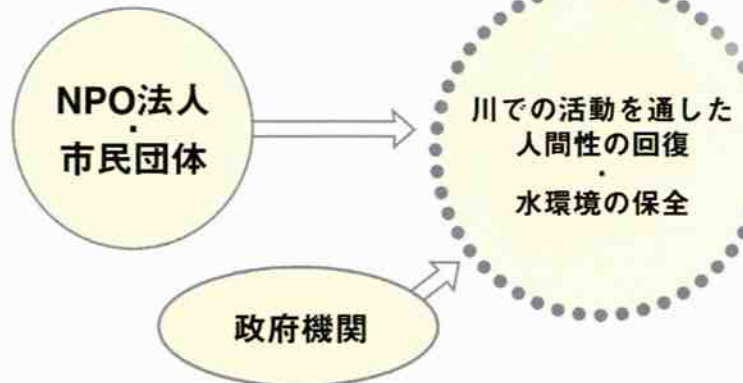 NPO法人
・
市民団体
川での活動を通した
人間性の回復
・
水環境の保全
政府機関